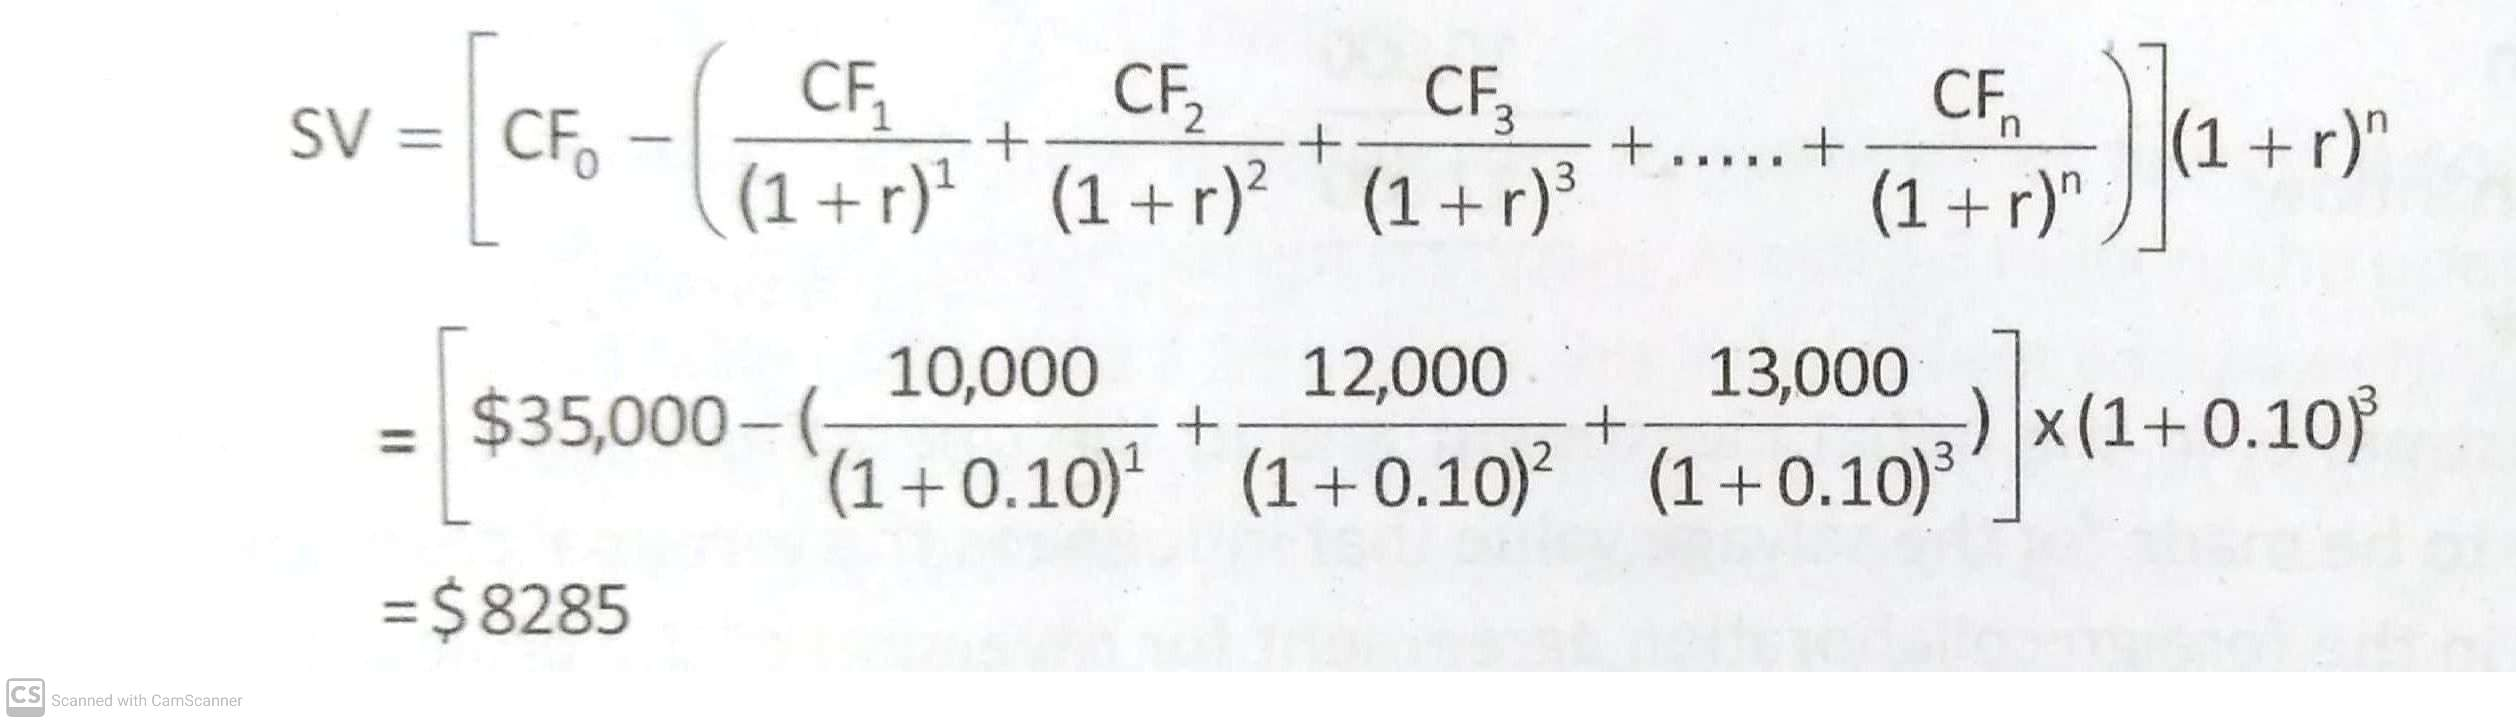 SV = [CF₀ − (CF₁/(1 + r)¹ + CF₂/(1 + r)² + CF₃/(1 + r)³ + ..... + CFₙ/(1 + r)ⁿ)](1 + r)ⁿ
= [$35,000 − (10,000/(1 + 0.10)¹ + 12,000/(1 + 0.10)² + 13,000/(1 + 0.10)³)] x (1 + 0.10)³
= $8285
CS Scanned with CamScanner